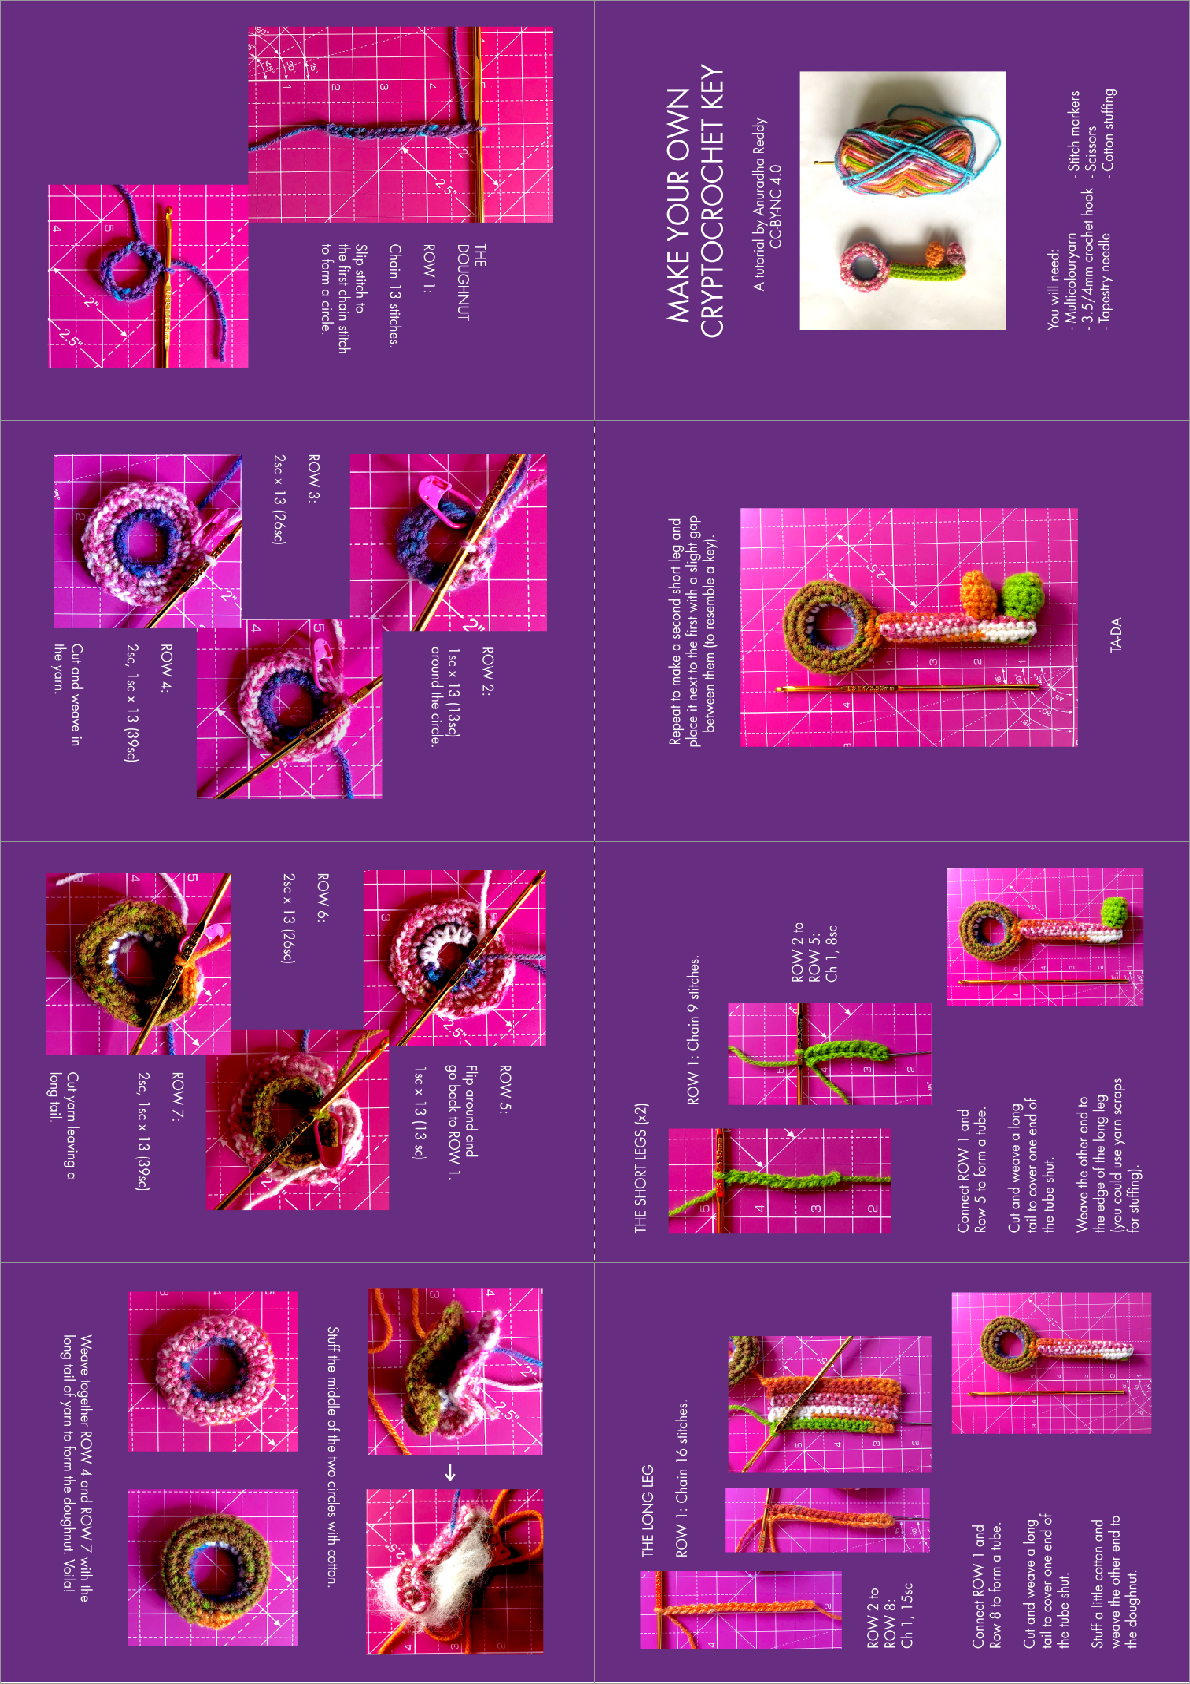 MAKE YOUR OWN
CRYPTOCROCHET KEY
A tutorial by Anuradha Reddy
CC-BY-NC 4.0
You will need:
- Multicolour yarn
- 3.5/4mm crochet hook
- Tapestry needle
- Stitch markers
- Scissors
- Cotton stuffing
THE
DOUGHNUT
ROW 1:
Chain 13 stitches.
Slip stitch to
the first chain stitch
to form a circle.
ROW 2:
1sc x 13 (13sc)
around the circle.
ROW 3:
2sc x 13 (26sc)
ROW 4:
2sc, 1sc x 13 (39sc)
Cut and weave in
the yarn.
ROW 5:
Flip around and
go back to ROW 1.
1sc x 13 (13 sc)
ROW 6:
2sc x 13 (26sc)
ROW 7:
2sc, 1sc x 13 (39sc)
Cut yarn leaving a
long tail.
Stuff the middle of the two circles with cotton.
Weave together ROW 4 and ROW 7 with the
long tail of yarn to form the doughnut. Voila!
THE LONG LEG
ROW 1: Chain 16 stitches.
ROW 2 to
ROW 8:
Ch 1, 15sc
Connect ROW 1 and
Row 8 to form a tube.
Cut and weave a long
tail to cover one end of
the tube shut.
Stuff a little cotton and
weave the other end to
the doughnut.
THE SHORT LEGS (x2)
ROW 1: Chain 9 stitches.
ROW 2 to
ROW 5:
Ch 1, 8sc
Connect ROW 1 and
Row 5 to form a tube.
Cut and weave a long
tail to cover one end of
the tube shut.
Weave the other end to
the edge of the long leg
(you could use yarn scraps
for stuffing).
Repeat to make a second short leg and
place it next to the first with a slight gap
between them (to resemble a key).
TA-DA